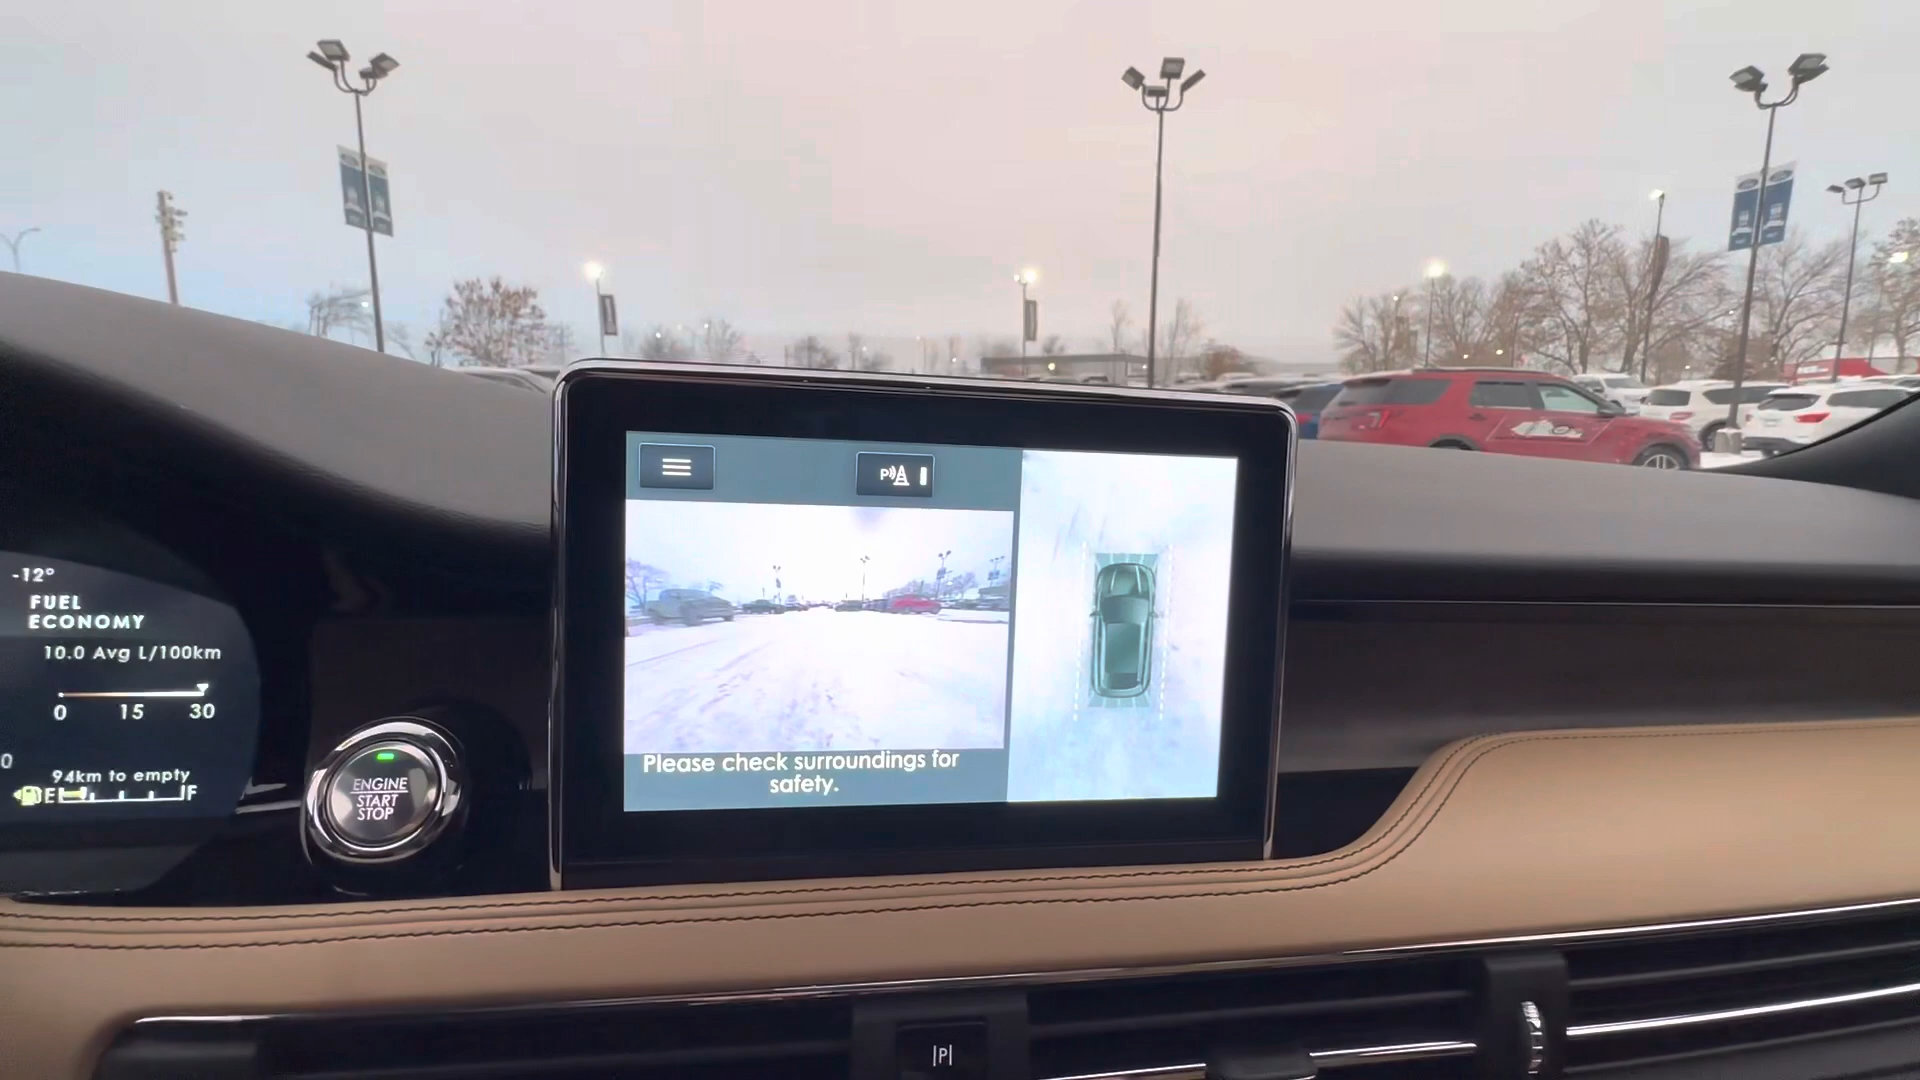 -12°
FUEL
ECONOMY
10.0 Avg L/100km
0 15 30
0
94km to empty
E F
ENGINE
START
STOP
P
Please check surroundings for
safety.
|P|